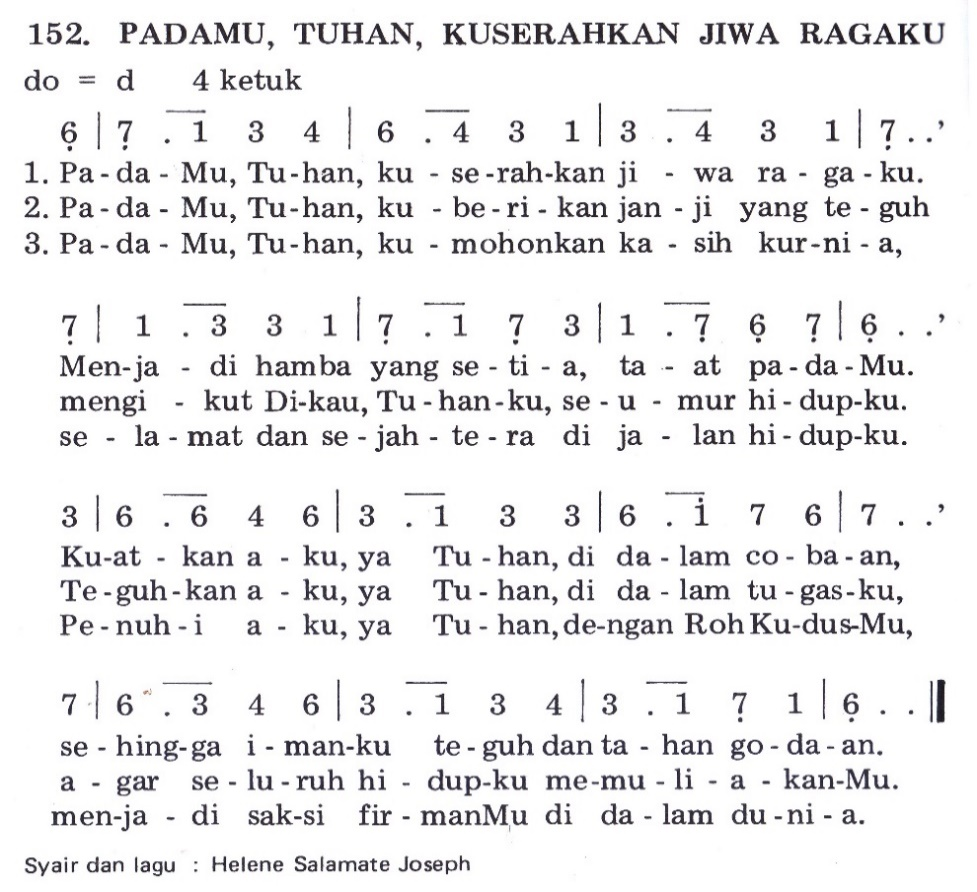 152. PADAMU, TUHAN, KUSERAHKAN JIWA RAGAKU
do = d 4 ketuk
6̣ | 7̣ . 1 3 4 | 6 . 4 3 1 | 3 . 4 3 1 | 7̣ . . ’
1. Pa - da - Mu, Tu-han, ku - se -rah-kan ji - wa ra - ga - ku.
2. Pa - da - Mu, Tu-han, ku - be - ri - kan jan - ji yang te - guh
3. Pa - da - Mu, Tu-han, ku - mohonkan ka - sih kur-ni - a,
7̣ | 1 . 3 3 1 | 7̣ . 1 7̣ 3 | 1 . 7̣ 6̣ 7̣ | 6̣ . . ’
Men-ja - di hamba yang se - ti - a, ta - at pa - da - Mu.
mengi - kut Di-kau, Tu - han-ku, se - u - mur hi - dup-ku.
se - la - mat dan se - jah - te - ra di ja - lan hi - dup-ku.
3 | 6 . 6 4 6 | 3 . 1 3 3 | 6 . i 7 6 | 7 . . ’
Ku-at - kan a - ku, ya Tu - han, di da - lam co - ba - an,
Te - guh - kan a - ku, ya Tu - han, di da - lam tu - gas-ku,
Pe - nuh - i a - ku, ya Tu - han, de-ngan Roh Ku-dus-Mu,
7 | 6 . 3 4 6 | 3 . 1 3 4 | 3 . 1 7̣ 1 | 6̣ . . ||
se - hing-ga i - man-ku te - guh dan ta - han go - da - an.
a - gar se - lu - ruh hi - dup-ku me-mu - li - a - kan-Mu.
men-ja - di sak-si fir - manMu di da - lam du - ni - a.
Syair dan lagu : Helene Salamate Joseph